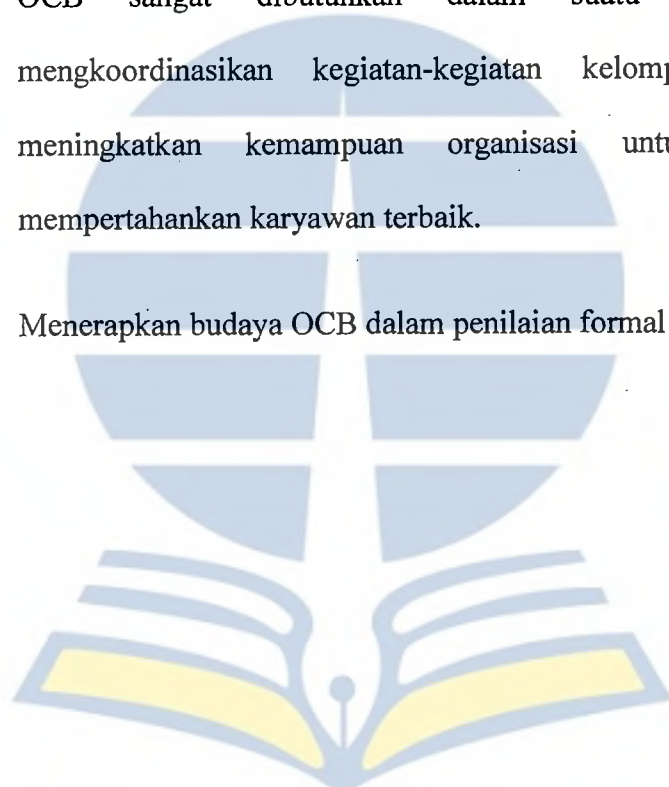 OCB sangat dibutuhkan dalam suatu
mengkoordinasikan kegiatan-kegiatan
meningkatkan kemampuan organisasi
mempertahankan karyawan terbaik.
Menerapkan budaya OCB dalam penilaian formal